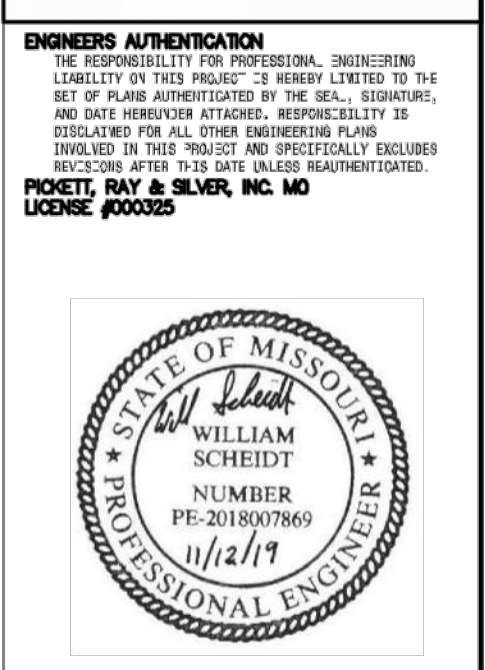 ENGINEERS AUTHENTICATION
THE RESPONSIBILITY FOR PROFESSIONAL ENGINEERING
LIABILITY ON THIS PROJECT IS HEREBY LIMITED TO THE
SET OF PLANS AUTHENTICATED BY THE SEAL, SIGNATURE,
AND DATE HEREUNDER ATTACHED. RESPONSIBILITY IS
DISCLAIMED FOR ALL OTHER ENGINEERING PLANS
INVOLVED IN THIS PROJECT AND SPECIFICALLY EXCLUDES
REVISIONS AFTER THIS DATE UNLESS REAUTHENTICATED.
PICKETT, RAY & SILVER, INC. MO
LICENSE #000325
STATE OF MISSOURI
Will Scheidt
WILLIAM
SCHEIDT
NUMBER
PE-2018007869
11/12/19
PROFESSIONAL ENGINEER